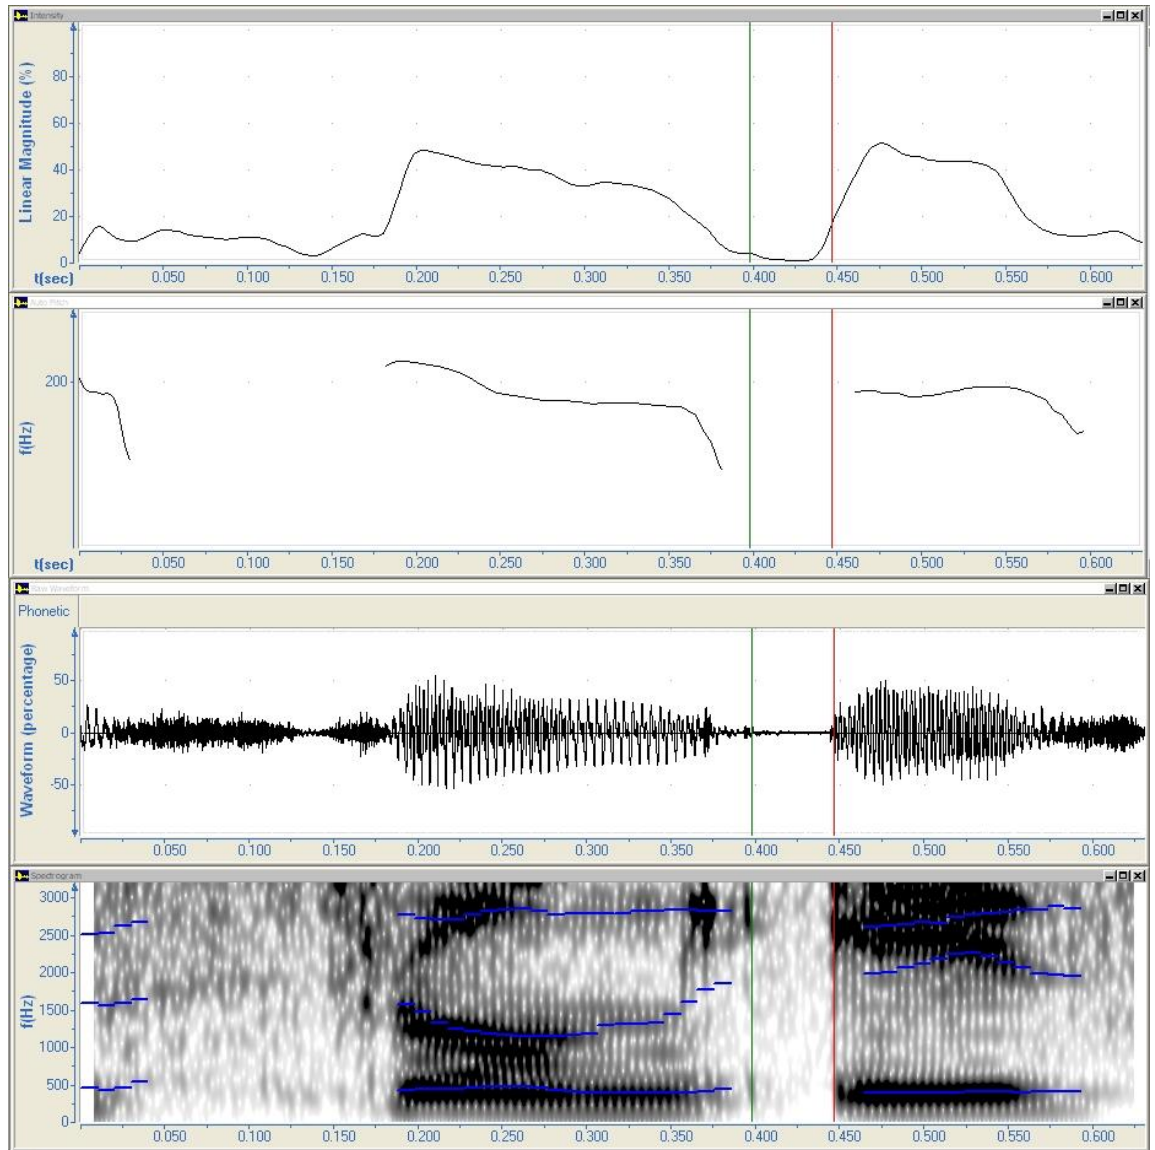 Intensity
Linear Magnitude (%)
80
60
40
20
0
t(sec)
0.050 0.100 0.150 0.200 0.250 0.300 0.350 0.400 0.450 0.500 0.550 0.600
Auto Pitch
200
f(Hz)
t(sec)
0.050 0.100 0.150 0.200 0.250 0.300 0.350 0.400 0.450 0.500 0.550 0.600
Raw Waveform
Phonetic
Waveform (percentage)
50
0
-50
0.050 0.100 0.150 0.200 0.250 0.300 0.350 0.400 0.450 0.500 0.550 0.600
Spectrogram
3000
2500
2000
1500
1000
500
0
f(Hz)
0.050 0.100 0.150 0.200 0.250 0.300 0.350 0.400 0.450 0.500 0.550 0.600